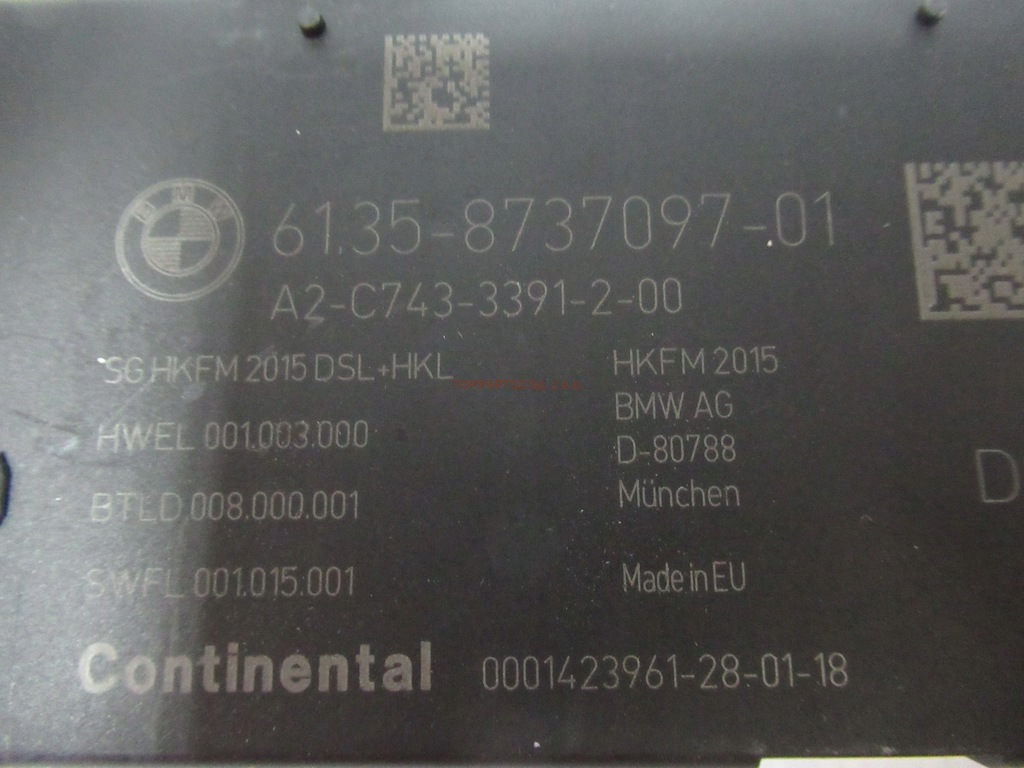 BMW
61.35-8737097-01
A2-C743-3391-2-00
SG HKFM 2015 DSL+HKL
HWEL 001.003.000
BTLD 008.000.001
SWFL 001.015.001
HKFM 2015
BMW AG
D-80788
München
Made in EU
D
Continental
0001423961-28-01-18